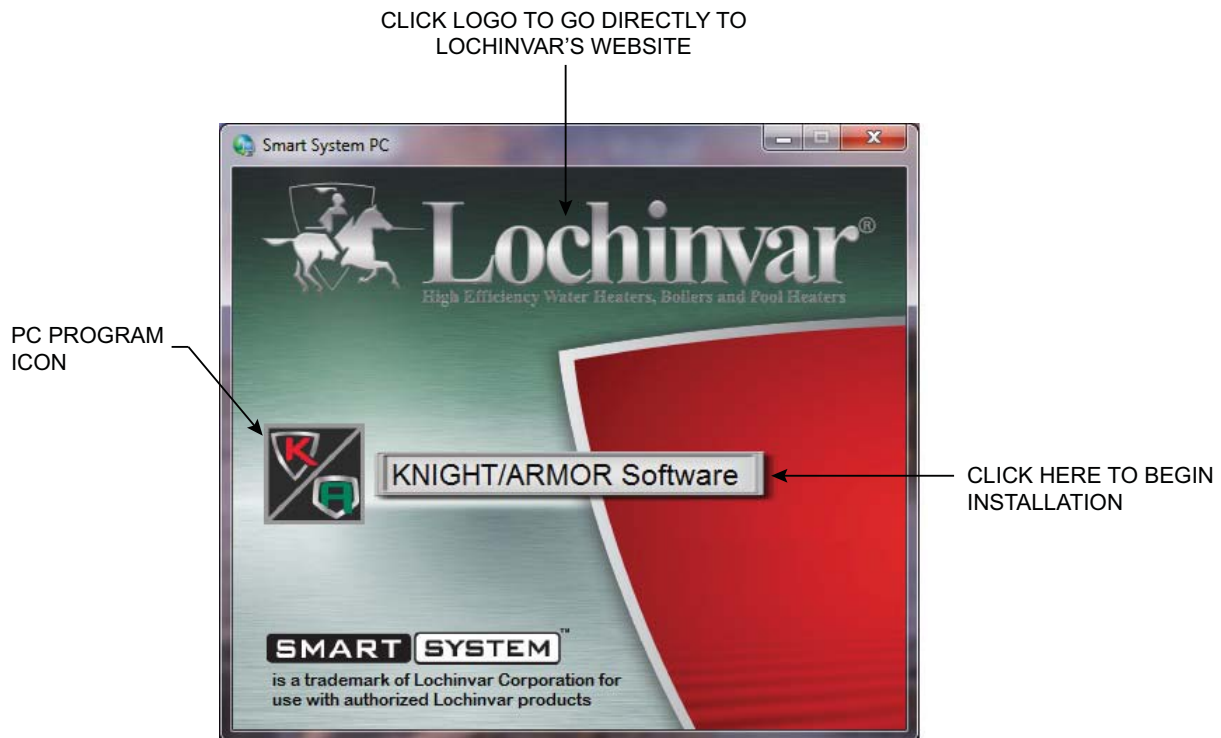 CLICK LOGO TO GO DIRECTLY TO
LOCHINVAR'S WEBSITE
Smart System PC
Lochinvar®
High Efficiency Water Heaters, Boilers and Pool Heaters
PC PROGRAM
ICON
K
A
KNIGHT/ARMOR Software
CLICK HERE TO BEGIN
INSTALLATION
SMART SYSTEM™
is a trademark of Lochinvar Corporation for
use with authorized Lochinvar products